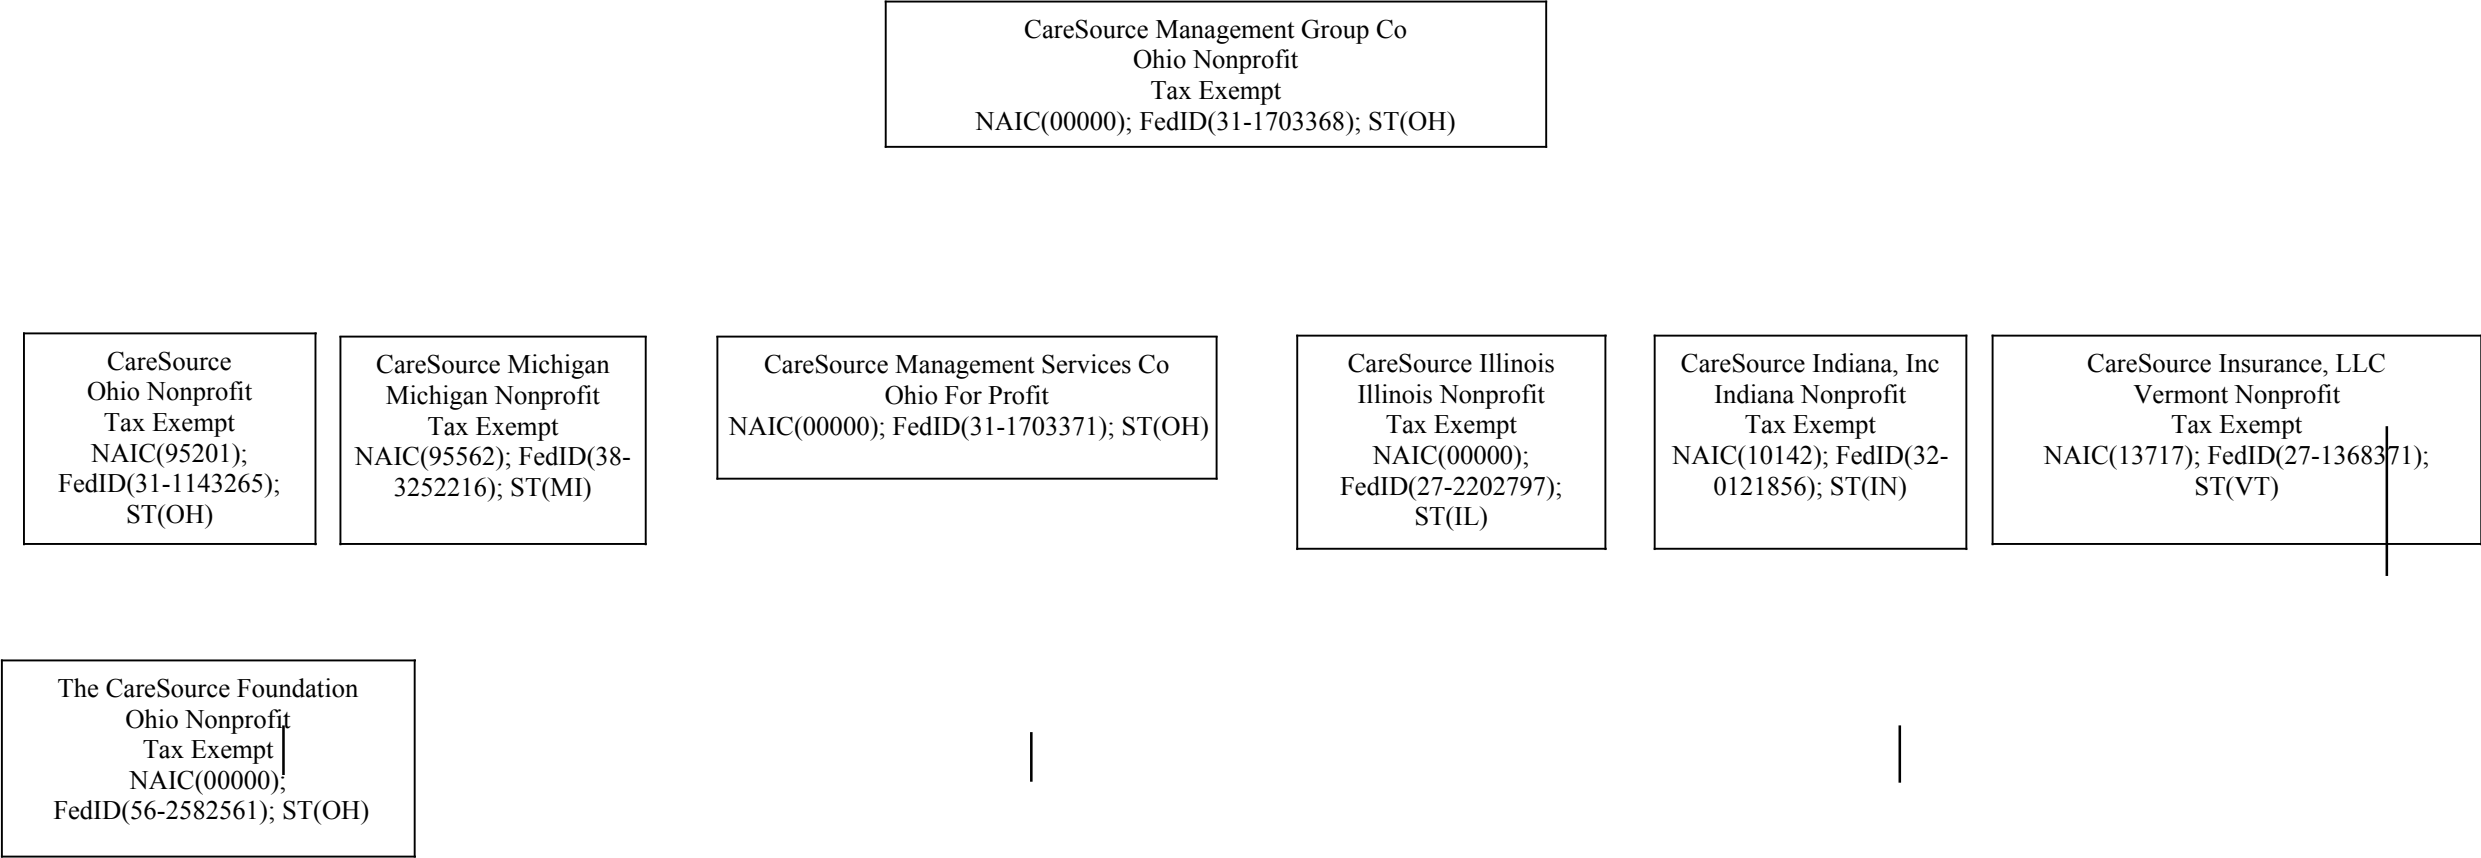 CareSource Management Group Co
Ohio Nonprofit
Tax Exempt
NAIC(00000); FedID(31-1703368); ST(OH)
CareSource
Ohio Nonprofit
Tax Exempt
NAIC(95201);
FedID(31-1143265);
ST(OH)
CareSource Michigan
Michigan Nonprofit
Tax Exempt
NAIC(95562); FedID(38-
3252216); ST(MI)
CareSource Management Services Co
Ohio For Profit
NAIC(00000); FedID(31-1703371); ST(OH)
CareSource Illinois
Illinois Nonprofit
Tax Exempt
NAIC(00000);
FedID(27-2202797);
ST(IL)
CareSource Indiana, Inc
Indiana Nonprofit
Tax Exempt
NAIC(10142); FedID(32-
0121856); ST(IN)
CareSource Insurance, LLC
Vermont Nonprofit
Tax Exempt
NAIC(13717); FedID(27-1368371);
ST(VT)
The CareSource Foundation
Ohio Nonprofit
Tax Exempt
NAIC(00000);
FedID(56-2582561); ST(OH)